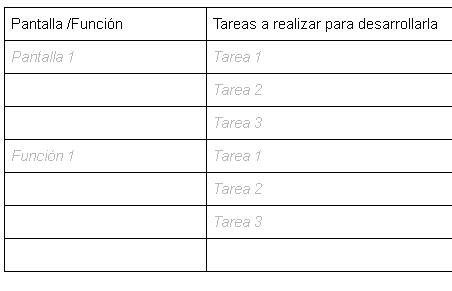 Pantalla /Función Tareas a realizar para desarrollarla
Pantalla 1 Tarea 1
Tarea 2
Tarea 3
Función 1 Tarea 1
Tarea 2
Tarea 3